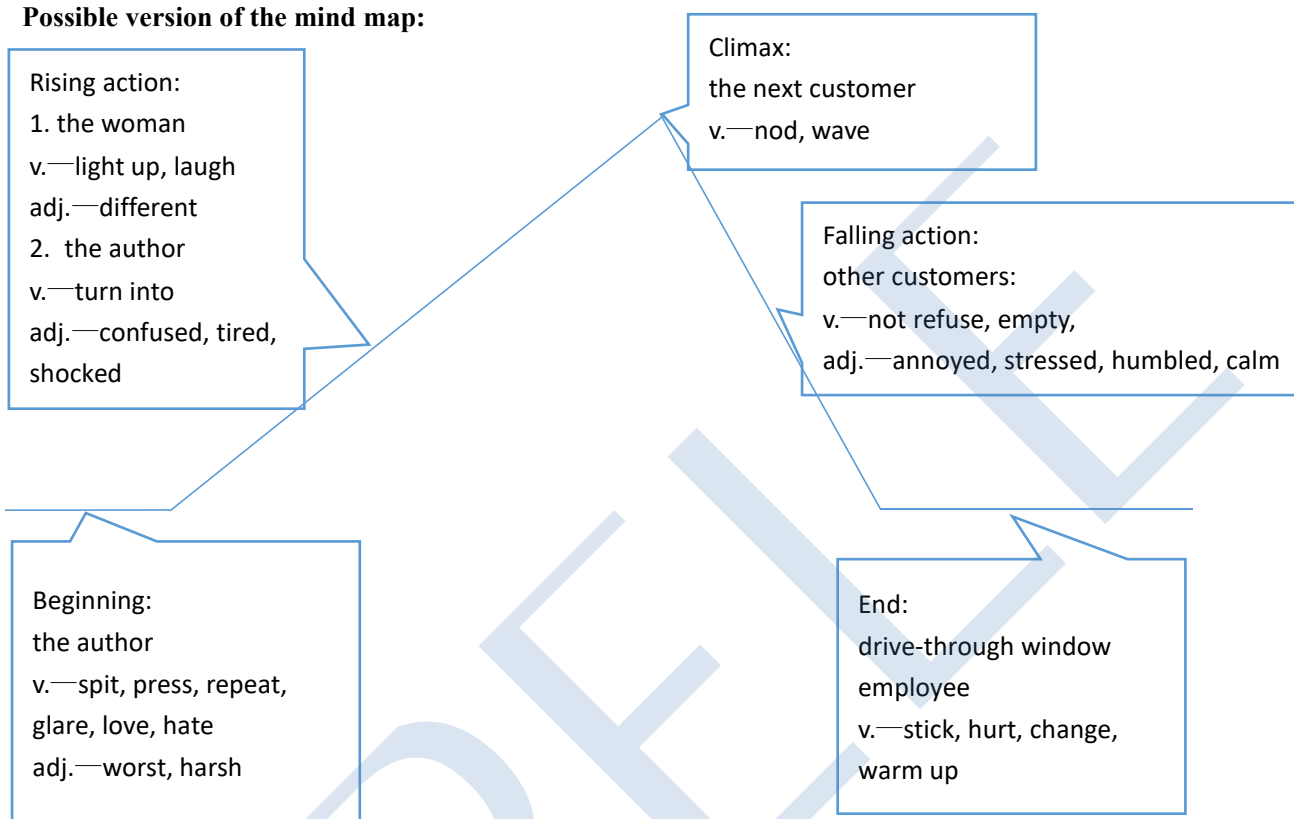 Possible version of the mind map:
Rising action:
1. the woman
v.—light up, laugh
adj.—different
2. the author
v.—turn into
adj.—confused, tired,
shocked
Climax:
the next customer
v.—nod, wave
Falling action:
other customers:
v.—not refuse, empty,
adj.—annoyed, stressed, humbled, calm
Beginning:
the author
v.—spit, press, repeat,
glare, love, hate
adj.—worst, harsh
End:
drive-through window
employee
v.—stick, hurt, change,
warm up